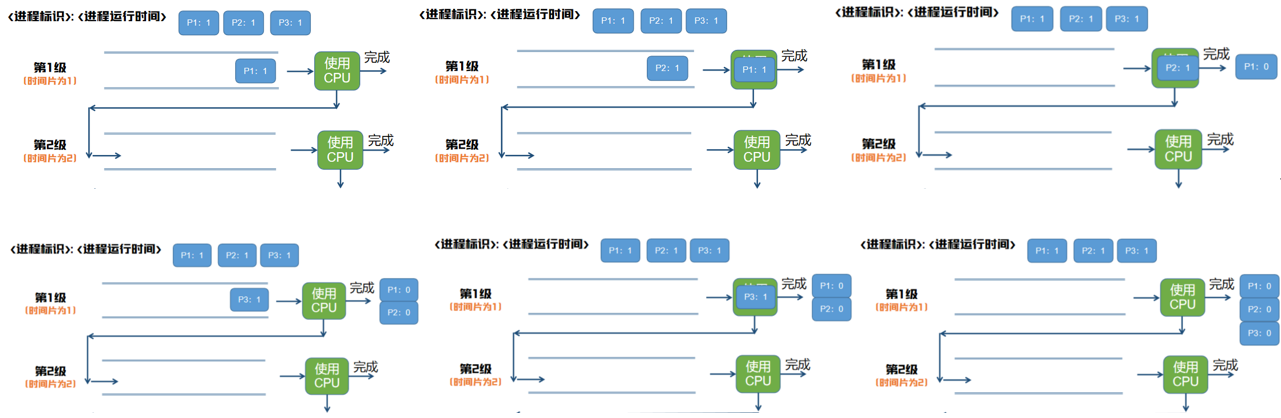 <进程标识>: <进程运行时间> P1: 1 P2: 1 P3: 1
完成
第1级
(时间片为1)
P1: 1
使用
CPU
第2级
(时间片为2)
完成
使用
CPU
<进程标识>: <进程运行时间> P1: 1 P2: 1 P3: 1
完成
第1级
(时间片为1)
P2: 1
P1: 1
第2级
(时间片为2)
完成
使用
CPU
<进程标识>: <进程运行时间> P1: 1 P2: 1 P3: 1
完成
第1级
(时间片为1)
P2: 1
P1: 0
第2级
(时间片为2)
完成
使用
CPU
<进程标识>: <进程运行时间> P1: 1 P2: 1 P3: 1
完成
第1级
(时间片为1)
P3: 1
使用
CPU
P1: 0
P2: 0
第2级
(时间片为2)
完成
使用
CPU
<进程标识>: <进程运行时间> P1: 1 P2: 1 P3: 1
完成
第1级
(时间片为1)
P3: 1
P1: 0
P2: 0
第2级
(时间片为2)
完成
使用
CPU
<进程标识>: <进程运行时间> P1: 1 P2: 1 P3: 1
完成
第1级
(时间片为1)
使用
CPU
P1: 0
P2: 0
P3: 0
第2级
(时间片为2)
完成
使用
CPU